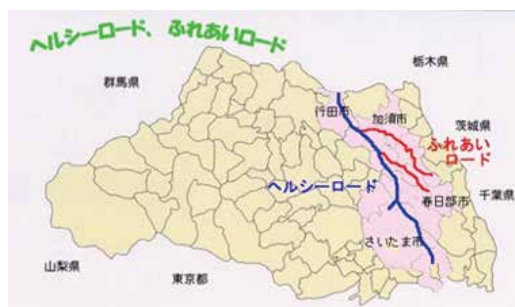 ヘルシーロード、ふれあいロード
栃木県
群馬県
行田市
加須市
茨城県
ふれあい
ロード
ヘルシーロード
春日部市
千葉県
さいたま市
山梨県
東京都